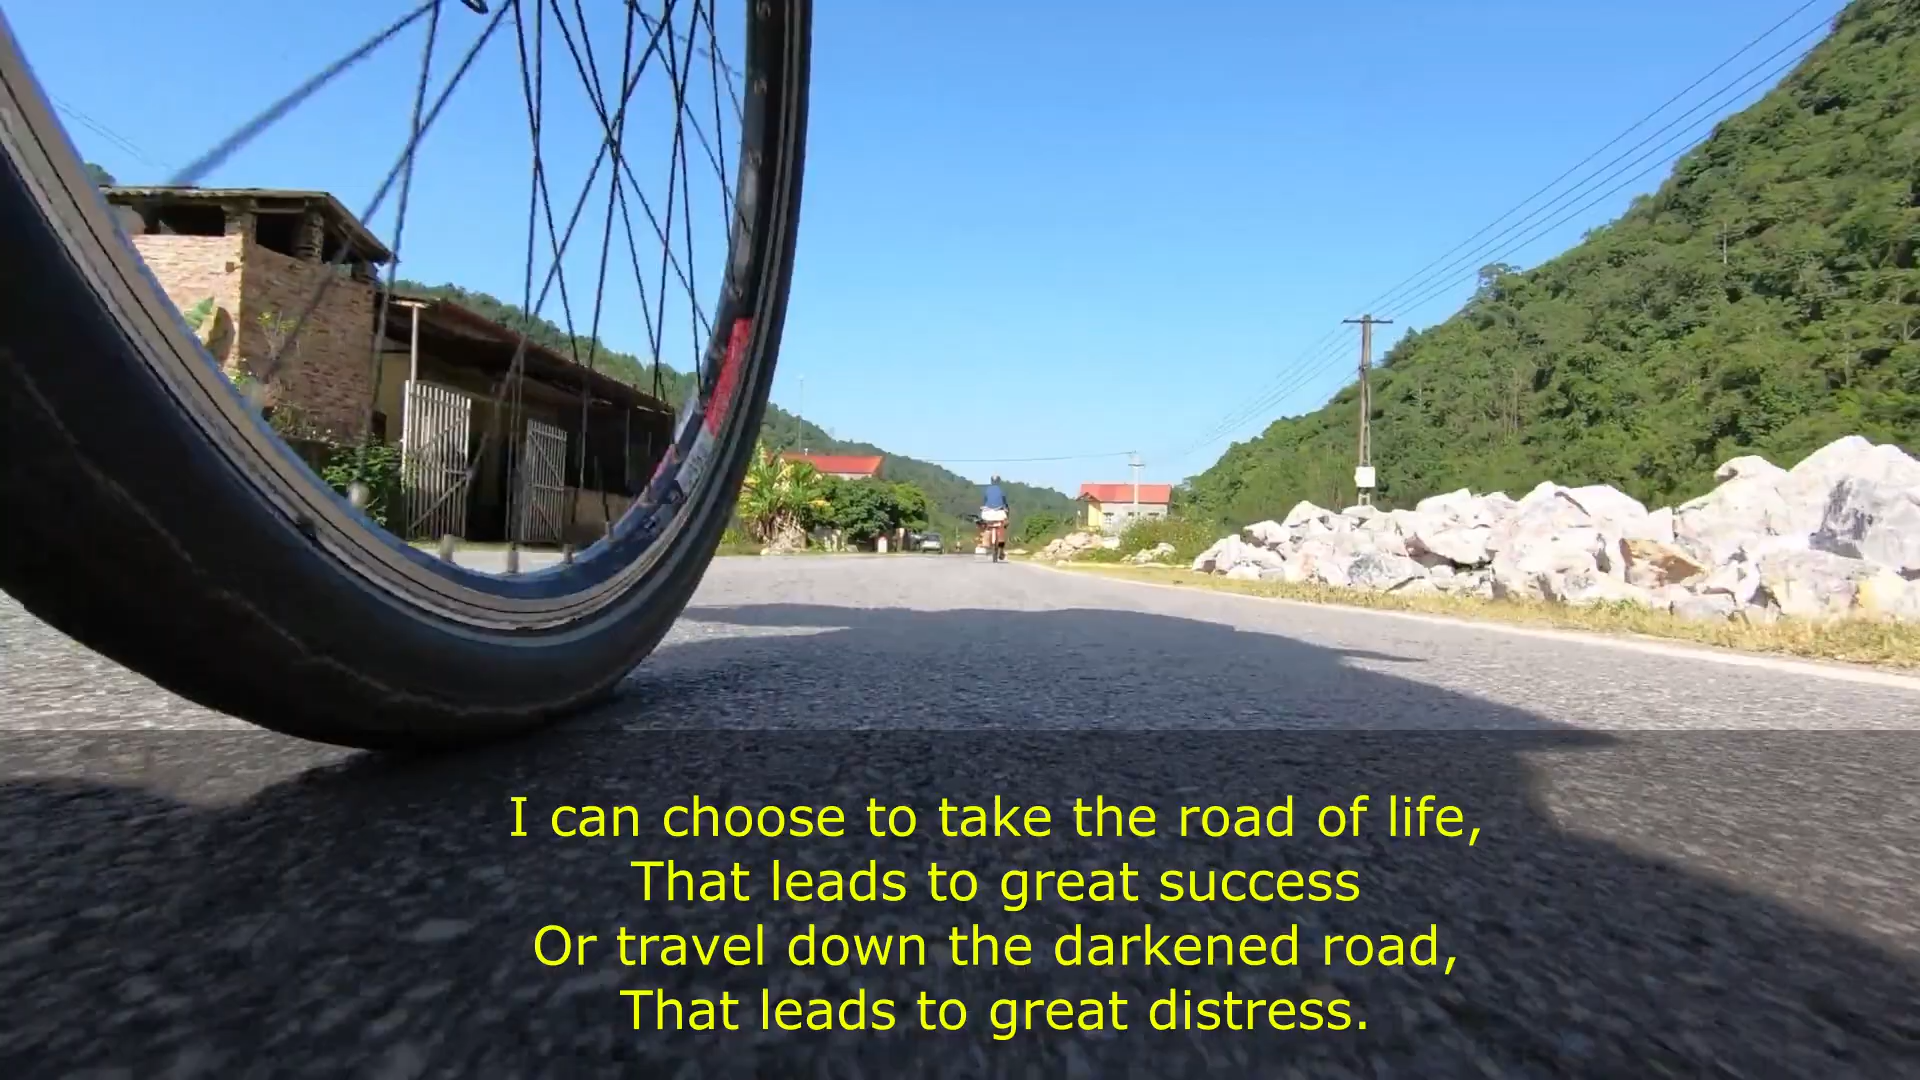 I can choose to take the road of life,
That leads to great success
Or travel down the darkened road,
That leads to great distress.